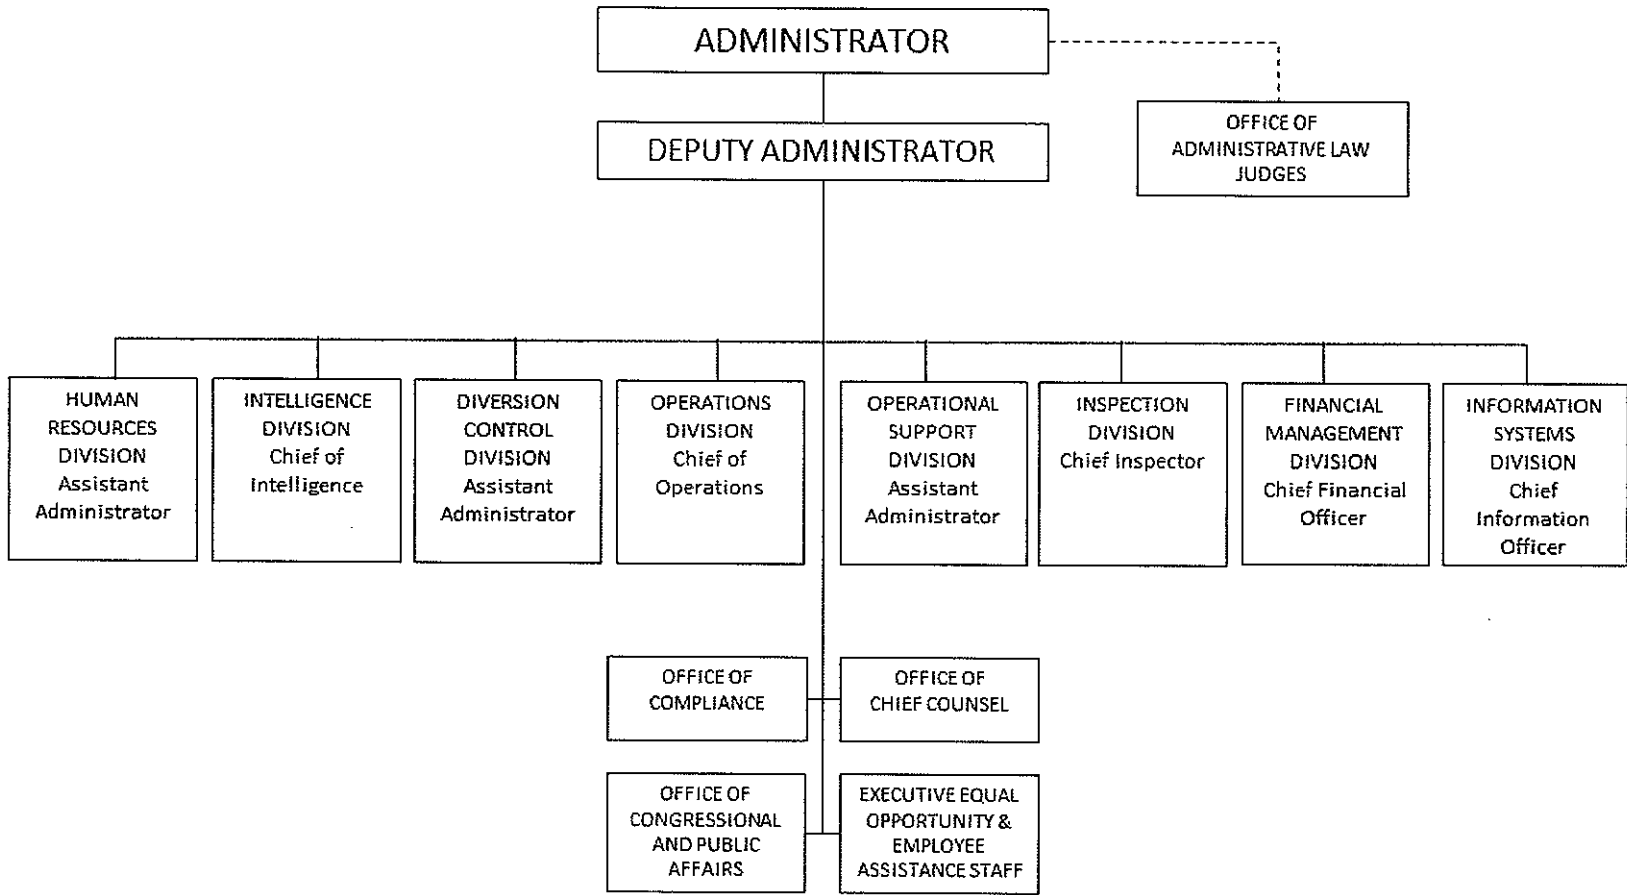 ADMINISTRATOR
DEPUTY ADMINISTRATOR
OFFICE OF
ADMINISTRATIVE LAW
JUDGES
HUMAN
RESOURCES
DIVISION
Assistant
Administrator
INTELLIGENCE
DIVISION
Chief of
Intelligence
DIVERSION
CONTROL
DIVISION
Assistant
Administrator
OPERATIONS
DIVISION
Chief of
Operations
OPERATIONAL
SUPPORT
DIVISION
Assistant
Administrator
INSPECTION
DIVISION
Chief Inspector
FINANCIAL
MANAGEMENT
DIVISION
Chief Financial
Officer
INFORMATION
SYSTEMS
DIVISION
Chief
Information
Officer
OFFICE OF
COMPLIANCE
OFFICE OF
CHIEF COUNSEL
OFFICE OF
CONGRESSIONAL
AND PUBLIC
AFFAIRS
EXECUTIVE EQUAL
OPPORTUNITY &
EMPLOYEE
ASSISTANCE STAFF